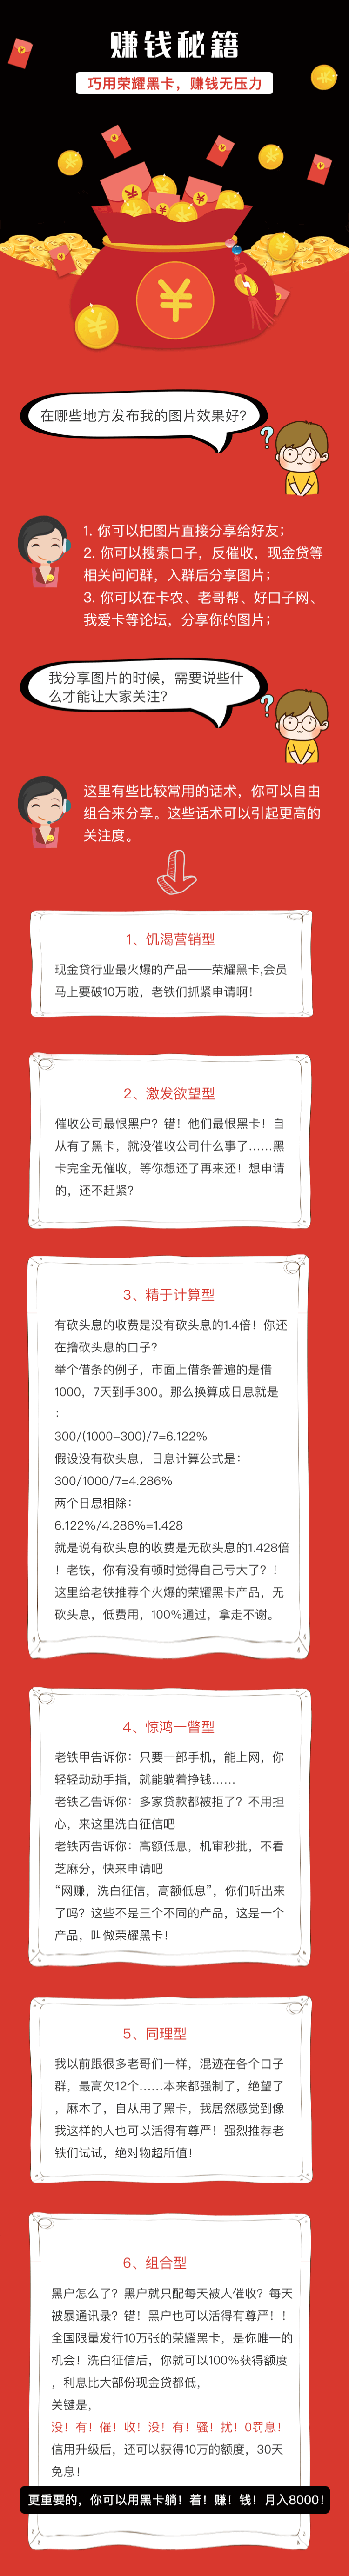 赚钱秘籍
巧用荣耀黑卡，赚钱无压力
在哪些地方发布我的图片效果好？
1. 你可以把图片直接分享给好友；
2. 你可以搜索口子，反催收，现金贷等
相关问问群，入群后分享图片；
3. 你可以在卡农、老哥帮、好口子网、
我爱卡等论坛，分享你的图片；
我分享图片的时候，需要说些什
么才能让大家关注？
这里有些比较常用的话术，你可以自由
组合来分享。这些话术可以引起更高的
关注度。
1、饥渴营销型
现金贷行业最火爆的产品——荣耀黑卡,会员
马上要破10万啦，老铁们抓紧申请啊！
2、激发欲望型
催收公司最恨黑户？错！他们最恨黑卡！自
从有了黑卡，就没催收公司什么事了……黑
卡完全无催收，等你想还了再来还！想申请
的，还不赶紧？
3、精于计算型
有砍头息的收费是没有砍头息的1.4倍！你还
在撸砍头息的口子？
举个借条的例子，市面上借条普遍的是借
1000，7天到手300。那么换算成日息就是
：
300/(1000-300)/7=6.122%
假设没有砍头息，日息计算公式是：
300/1000/7=4.286%
两个日息相除：
6.122%/4.286%=1.428
就是说有砍头息的收费是无砍头息的1.428倍
！老铁，你有没有顿时觉得自己亏大了？！
这里给老铁推荐个火爆的荣耀黑卡产品，无
砍头息，低费用，100%通过，拿走不谢。
4、惊鸿一瞥型
老铁甲告诉你：只要一部手机，能上网，你
轻轻动动手指，就能躺着挣钱……
老铁乙告诉你：多家贷款都被拒了？不用担
心，来这里洗白征信吧
老铁丙告诉你：高额低息，机审秒批，不看
芝麻分，快来申请吧
“网赚，洗白征信，高额低息”，你们听出来
了吗？这些不是三个不同的产品，这是一个
产品，叫做荣耀黑卡！
5、同理型
我以前跟很多老哥们一样，混迹在各个口子
群，最高欠12个……本来都强制了，绝望了
，麻木了，自从用了黑卡，我居然感觉到像
我这样的人也可以活得有尊严！强烈推荐老
铁们试试，绝对物超所值！
6、组合型
黑户怎么了？黑户就只配每天被人催收？每天
被暴通讯录？错！黑户也可以活得有尊严！！
全国限量发行10万张的荣耀黑卡，是你唯一的
机会！洗白征信后，你就可以100%获得额度
，利息比大部份现金贷都低，
关键是，
没！有！催！收！没！有！骚！扰！0罚息！
信用升级后，还可以获得10万的额度，30天
免息！
更重要的，你可以用黑卡躺！着！赚！钱！月入8000！